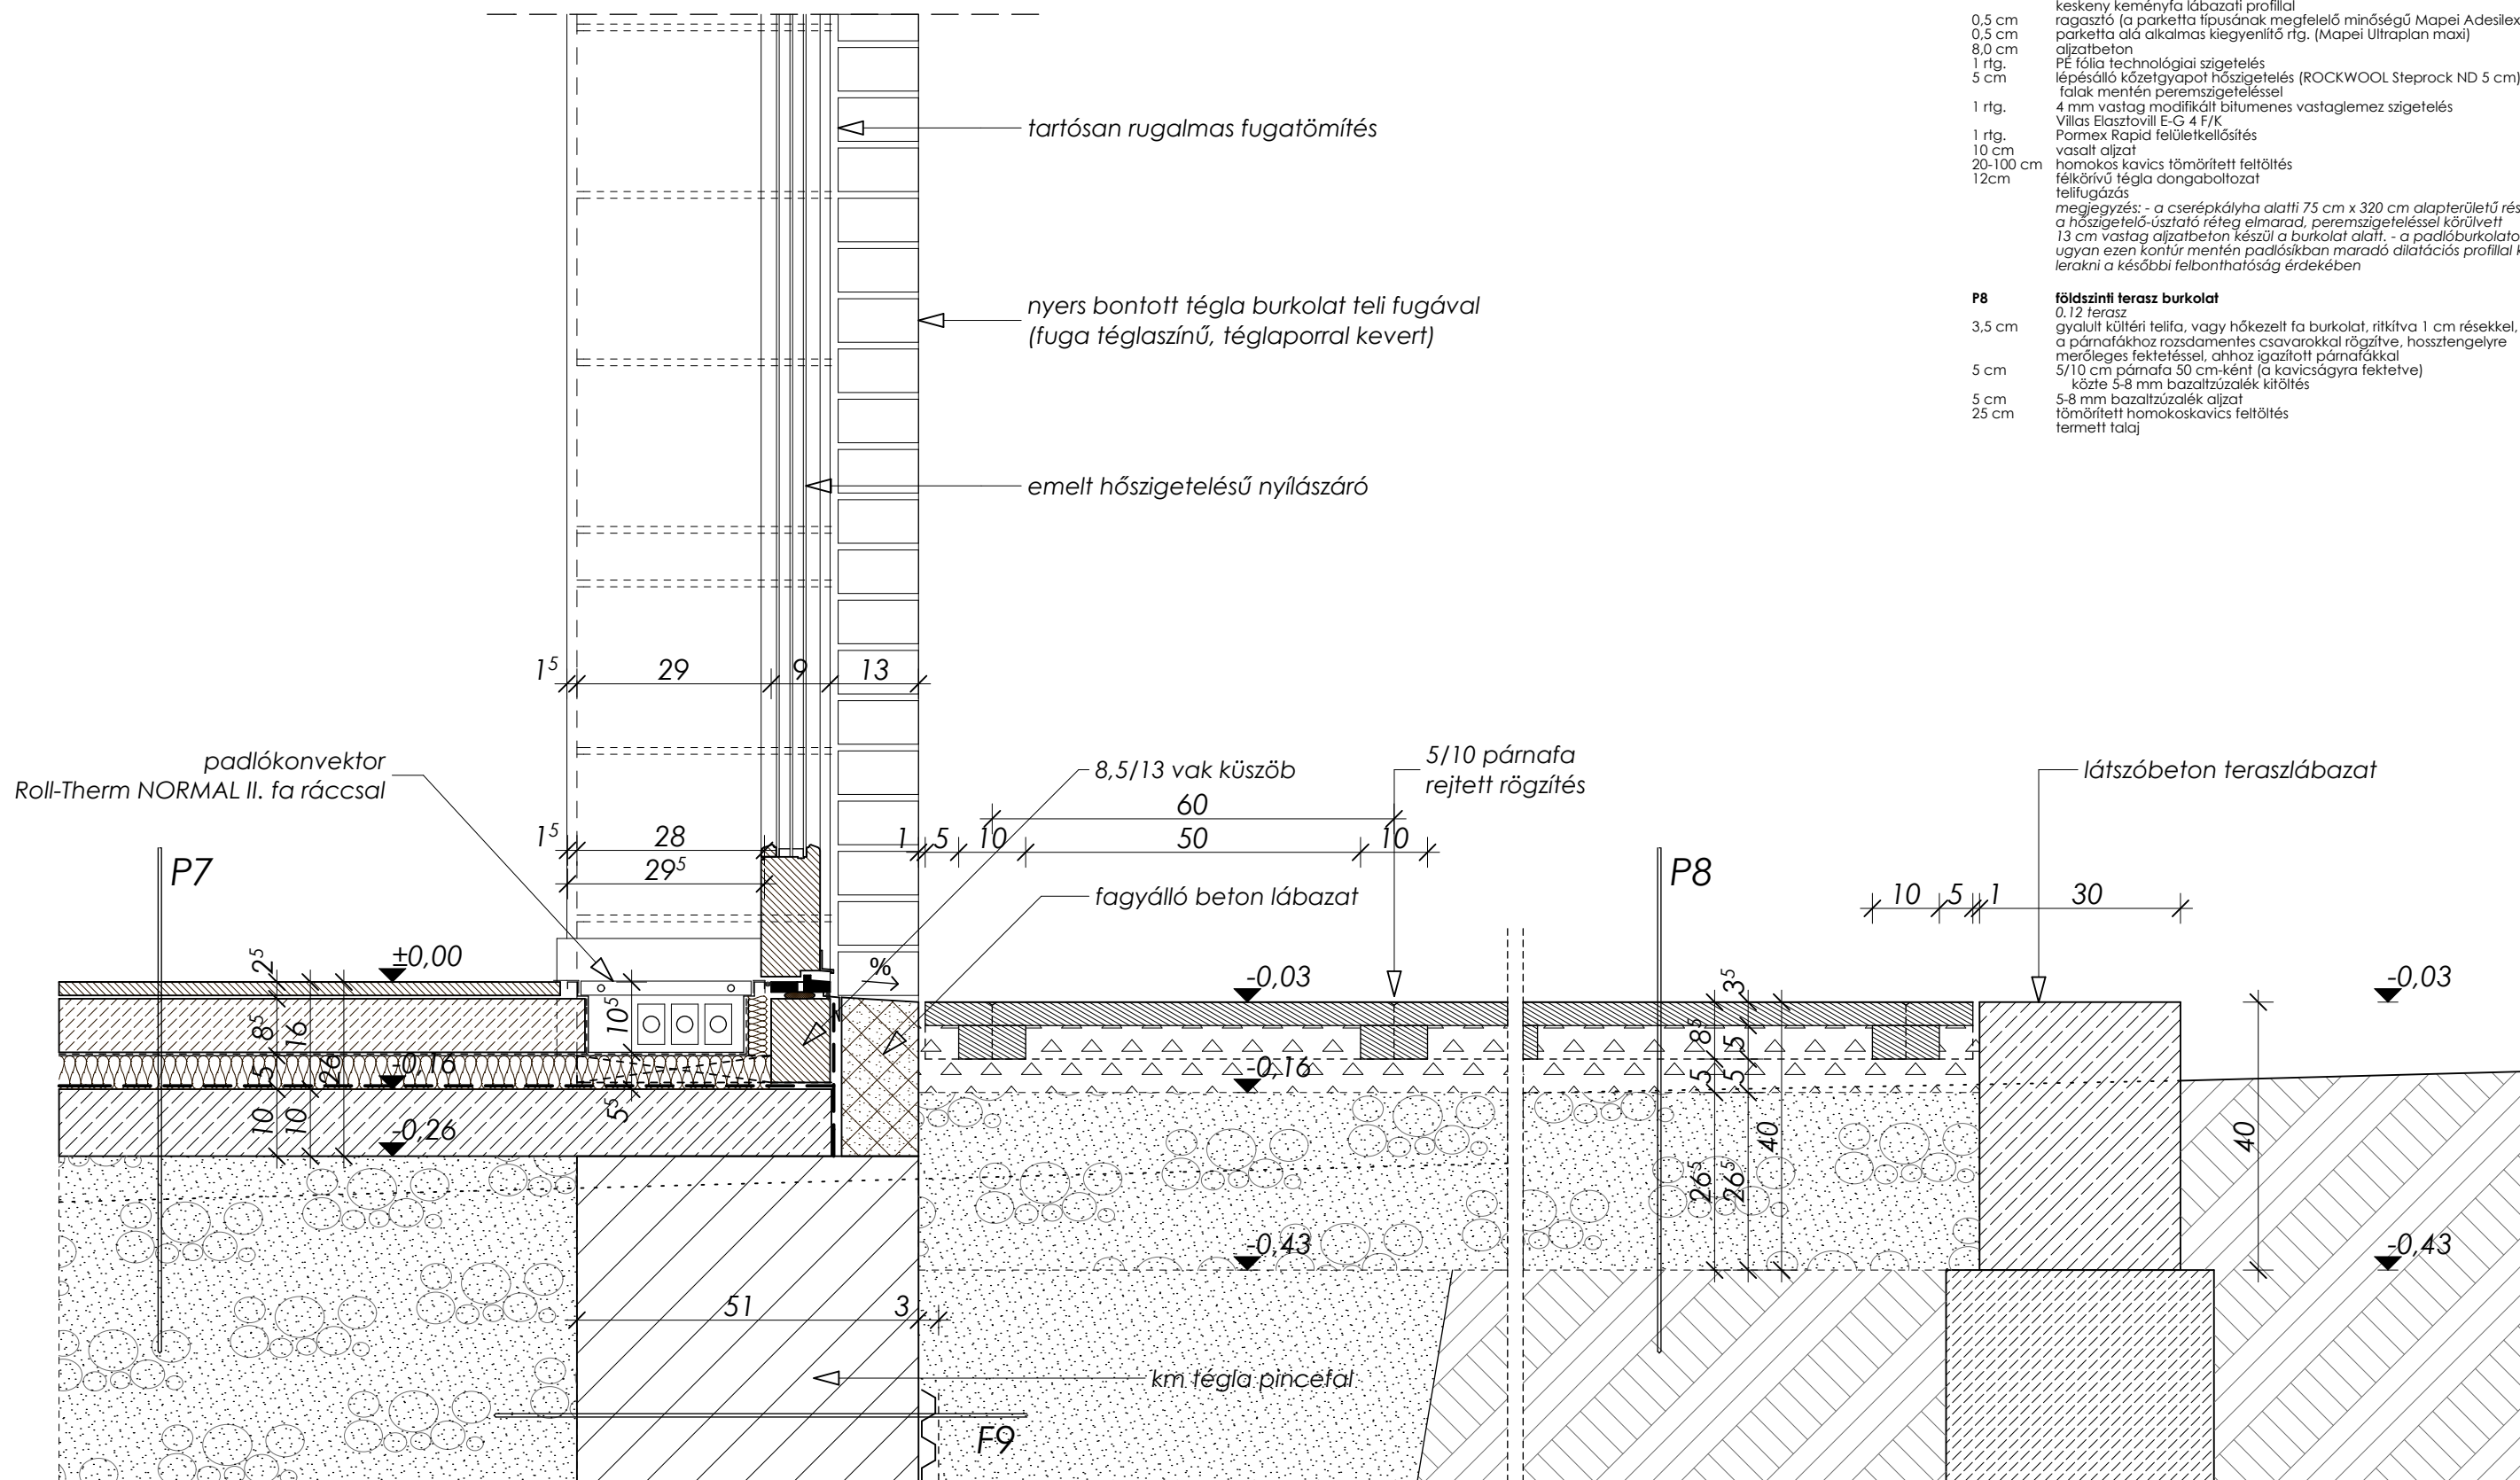 keskeny keményfa lábazati profillal
0,5 cm ragasztó (a parketta típusának megfelelő minőségű Mapei Adesilex
0,5 cm parketta alá alkalmas kiegyenlítő rtg. (Mapei Ultraplan maxi)
8,0 cm aljzatbeton
1 rtg. PE fólia technológiai szigetelés
5 cm lépésálló kőzetgyapot hőszigetelés (ROCKWOOL Steprock ND 5 cm)
falak mentén peremszigeteléssel
1 rtg. 4 mm vastag modifikált bitumenes vastaglemez szigetelés
Villas Elasztovill E-G 4 F/K
1 rtg. Pormex Rapid felületkellősítés
10 cm vasalt aljzat
20-100 cm homokos kavics tömörített feltöltés
12cm félkörívű tégla dongaboltozat
telifugázás
megjegyzés: - a cserépkályha alatti 75 cm x 320 cm alapterületű
a hőszigetelő-úsztató réteg elmarad, peremszigeteléssel körülvett
13 cm vastag aljzatbeton készül a burkolat alatt. - a
ugyan ezen kontúr mentén padlósíkban maradó dilatációs profillal
lerakni a későbbi felbonthatóság érdekében
P8 földszinti terasz burkolat
0.12 terasz
3,5 cm gyalult kültéri telifa, vagy hőkezelt fa burkolat, ritkítva 1 cm résekkel,
a párnafákhoz rozsdamentes csavarokkal rögzítve, hossztengelyre
merőleges fektetéssel, ahhoz igazított párnafákkal
5 cm 5/10 cm párnafa 50 cm-ként (a kavicságyra fektetve)
közte 5-8 mm bazaltzúzalék kitöltés
5 cm 5-8 mm bazaltzúzalék aljzat
25 cm tömörített homokoskavics feltöltés
termett talaj
tartósan rugalmas fugatömítés
nyers bontott tégla burkolat teli fugával
(fuga téglaszínű, téglaporral kevert)
emelt hőszigetelésű nyílászáró
1⁵ 29 9 13
padlókonvektor
Roll-Therm NORMAL II. fa ráccsal
8,5/13 vak küszöb
5/10 párnafa
rejtett rögzítés
látszóbeton teraszlábazat
60
1⁵ 28 1 5 10 50 10
29⁵
P7
P8
fagyálló beton lábazat
10 5 1 30
±0,00
%
-0,03
-0,03
2⁵
8⁵
5
10
16
10
26
10⁵
5⁵
3⁵
8⁵
5
5
5
26⁵
26⁵
40
40
-0,16
-0,16
-0,26
-0,43
-0,43
51 3
km tégla pincefal
F9